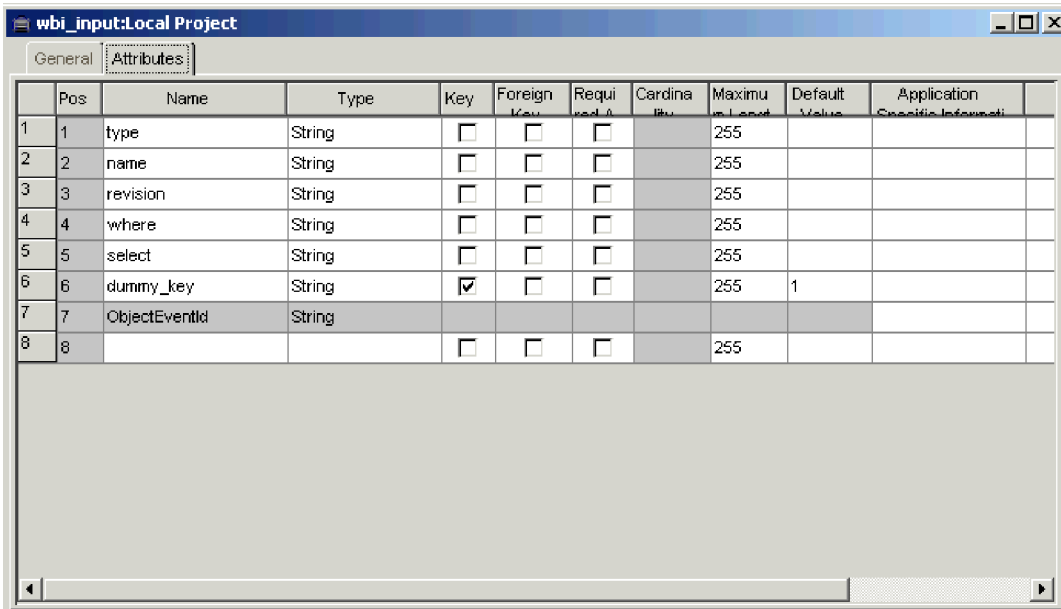 wbi_input:Local Project
General Attributes
Pos Name Type Key Foreign Requi Cardina Maximu Default Application
1 1 type String 255
2 2 name String 255
3 3 revision String 255
4 4 where String 255
5 5 select String 255
6 6 dummy_key String 255 1
7 7 ObjectEventId String
8 8 255